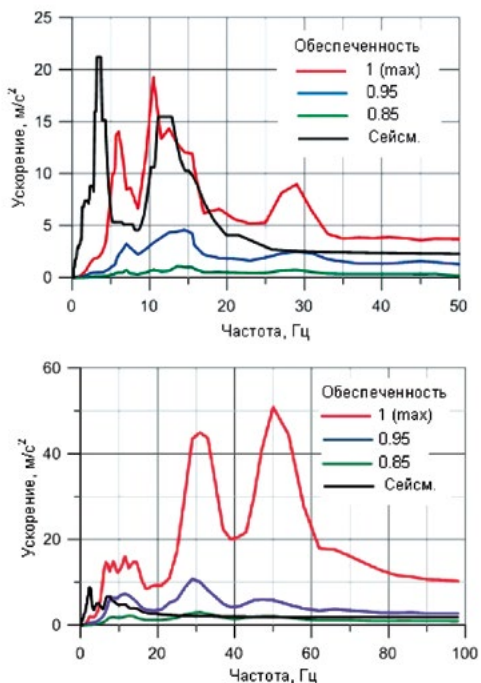 25
20
15
10
5
0
Ускорение, м/с²
Обеспеченность
1 (max)
0.95
0.85
Сейсм.
0 10 20 30 40 50
Частота, Гц
60
40
20
0
Ускорение, м/с²
Обеспеченность
1 (max)
0.95
0.85
Сейсм.
0 20 40 60 80 100
Частота, Гц